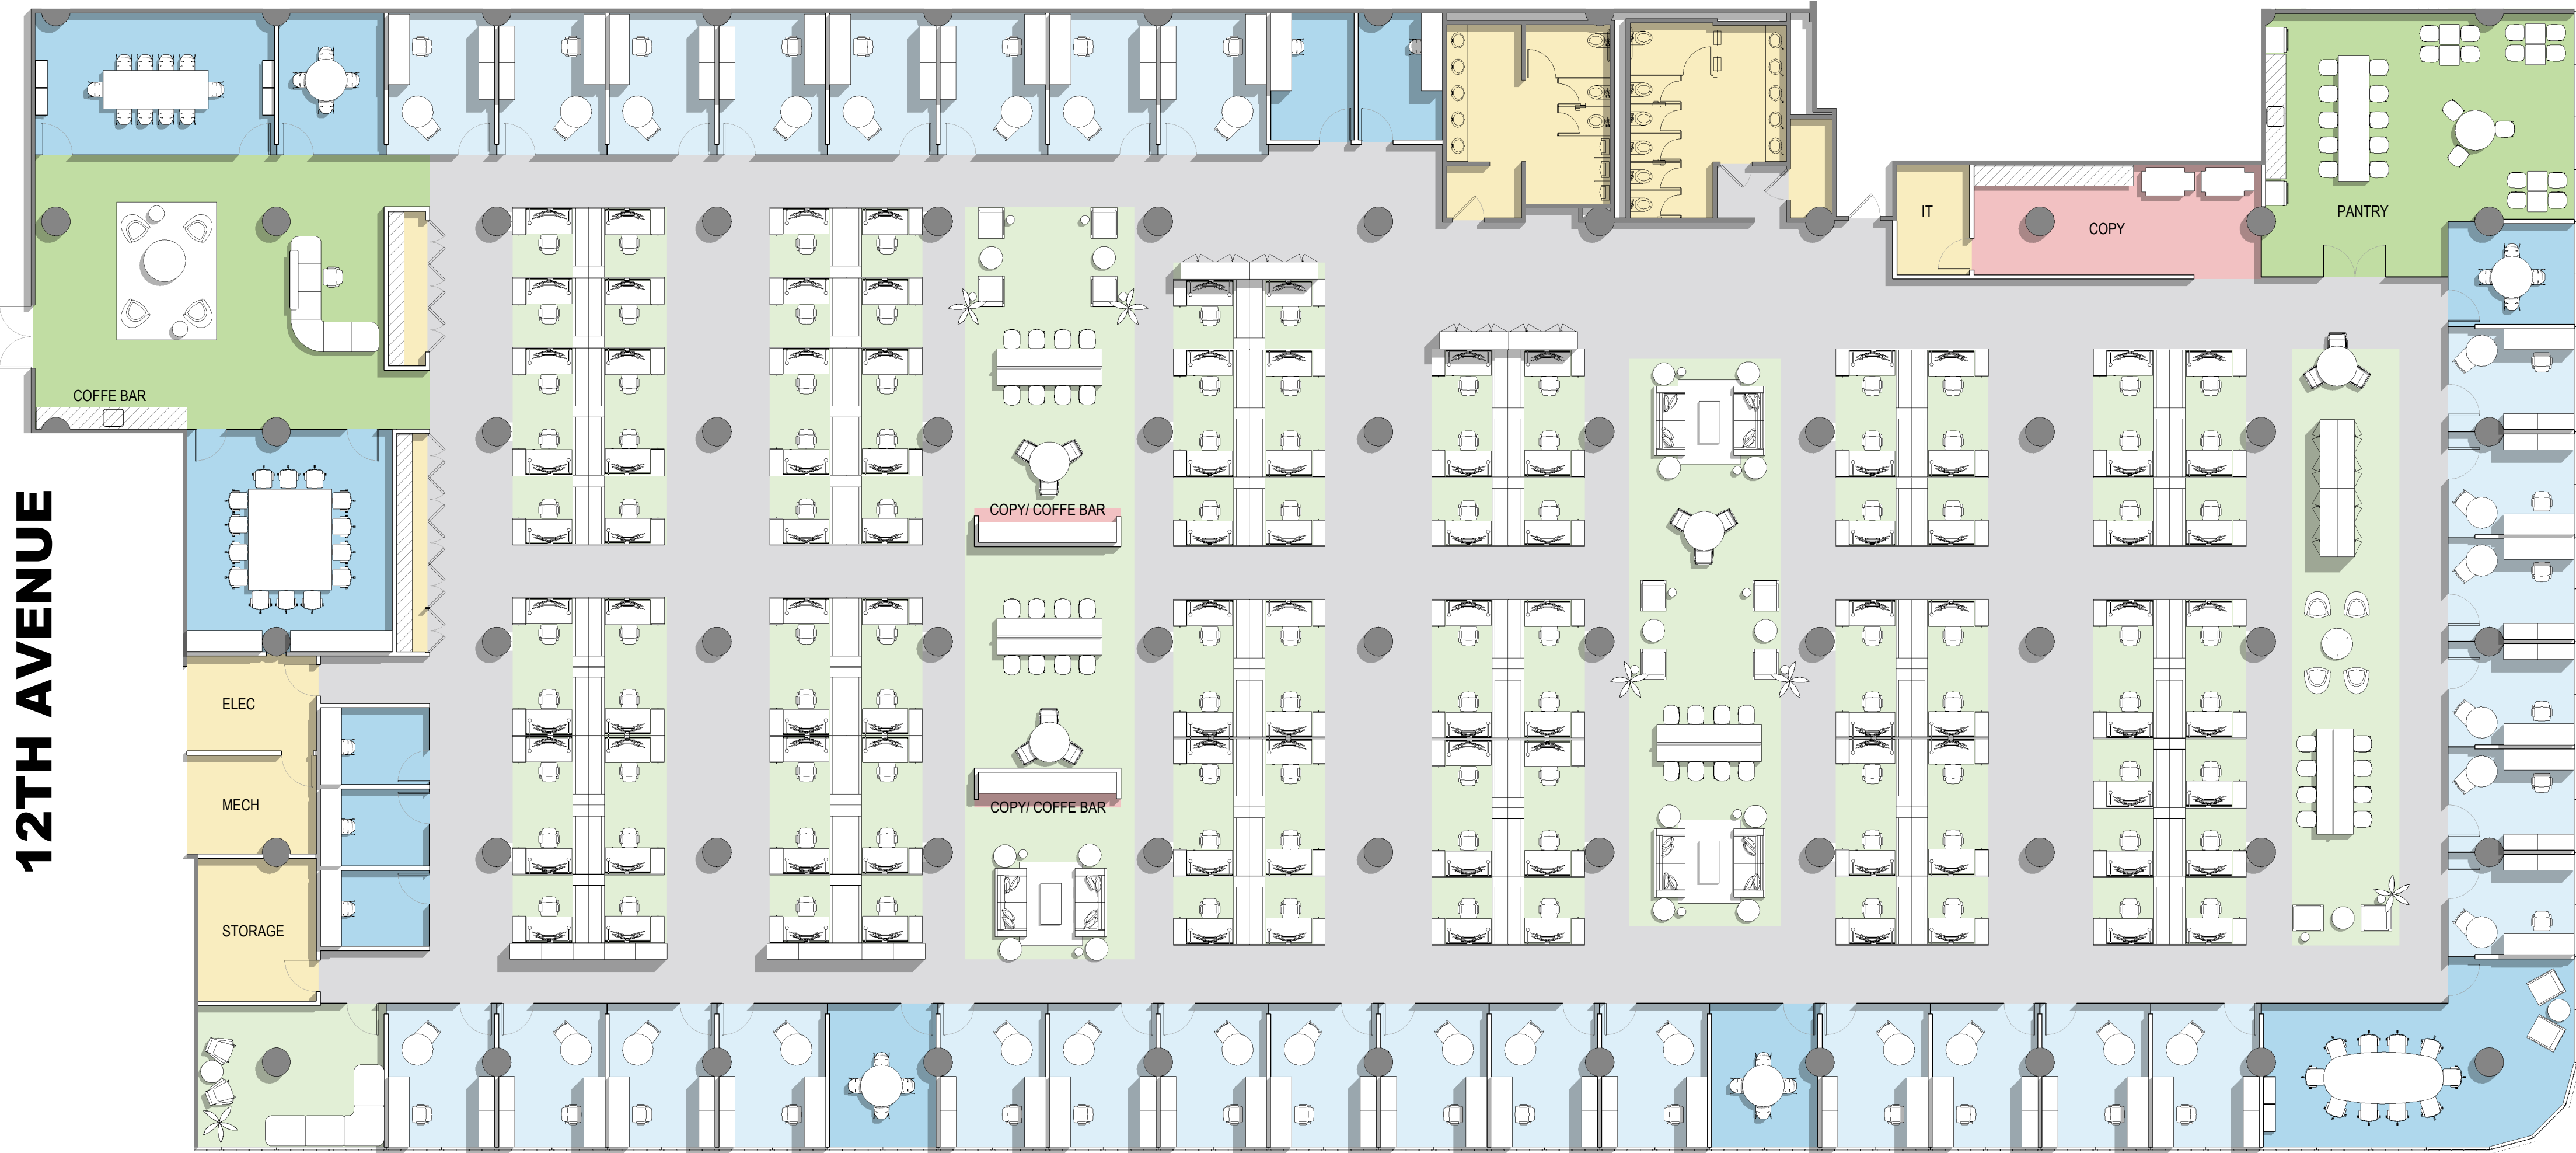 IT
COPY
PANTRY
COFFE BAR
12TH AVENUE
COPY/ COFFE BAR
ELEC
MECH
COPY/ COFFE BAR
STORAGE